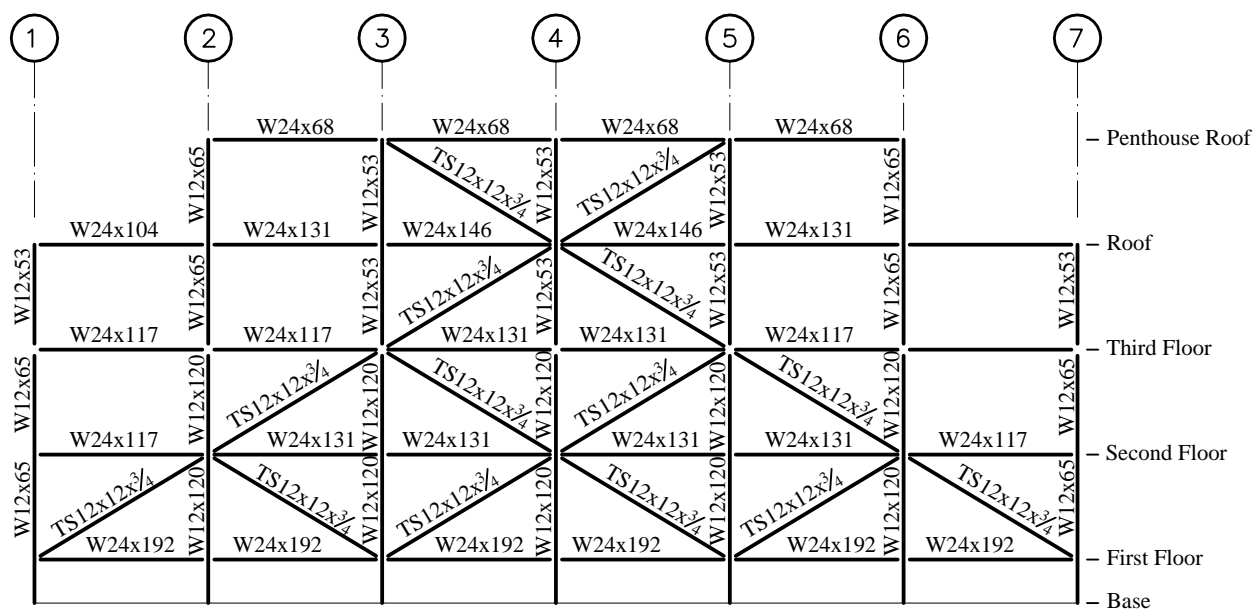 1 2 3 4 5 6 7
W24x68 W24x68 W24x68 W24x68
Penthouse Roof
W12x65 W12x53 TS12x12x3/4 W12x53 TS12x12x3/4 W12x53 W12x65
W24x104 W24x131 W24x146 W24x146 W24x131
Roof
W12x53 W12x65 W12x53 TS12x12x3/4 W12x53 TS12x12x3/4 W12x53 W12x65 W12x53
W24x117 W24x117 W24x131 W24x131 W24x117
Third Floor
W12x65 W12x120 TS12x12x3/4 W12x120 TS12x12x3/4 W12x120 TS12x12x3/4 W12x120 TS12x12x3/4 W12x120 W12x65
W24x117 W24x131 W24x131 W24x131 W24x131 W24x117
Second Floor
W12x65 TS12x12x3/4 W12x120 TS12x12x3/4 W12x120 TS12x12x3/4 W12x120 TS12x12x3/4 W12x120 TS12x12x3/4 W12x120 TS12x12x3/4 W12x65
W24x192 W24x192 W24x192 W24x192 W24x192 W24x192
First Floor
Base